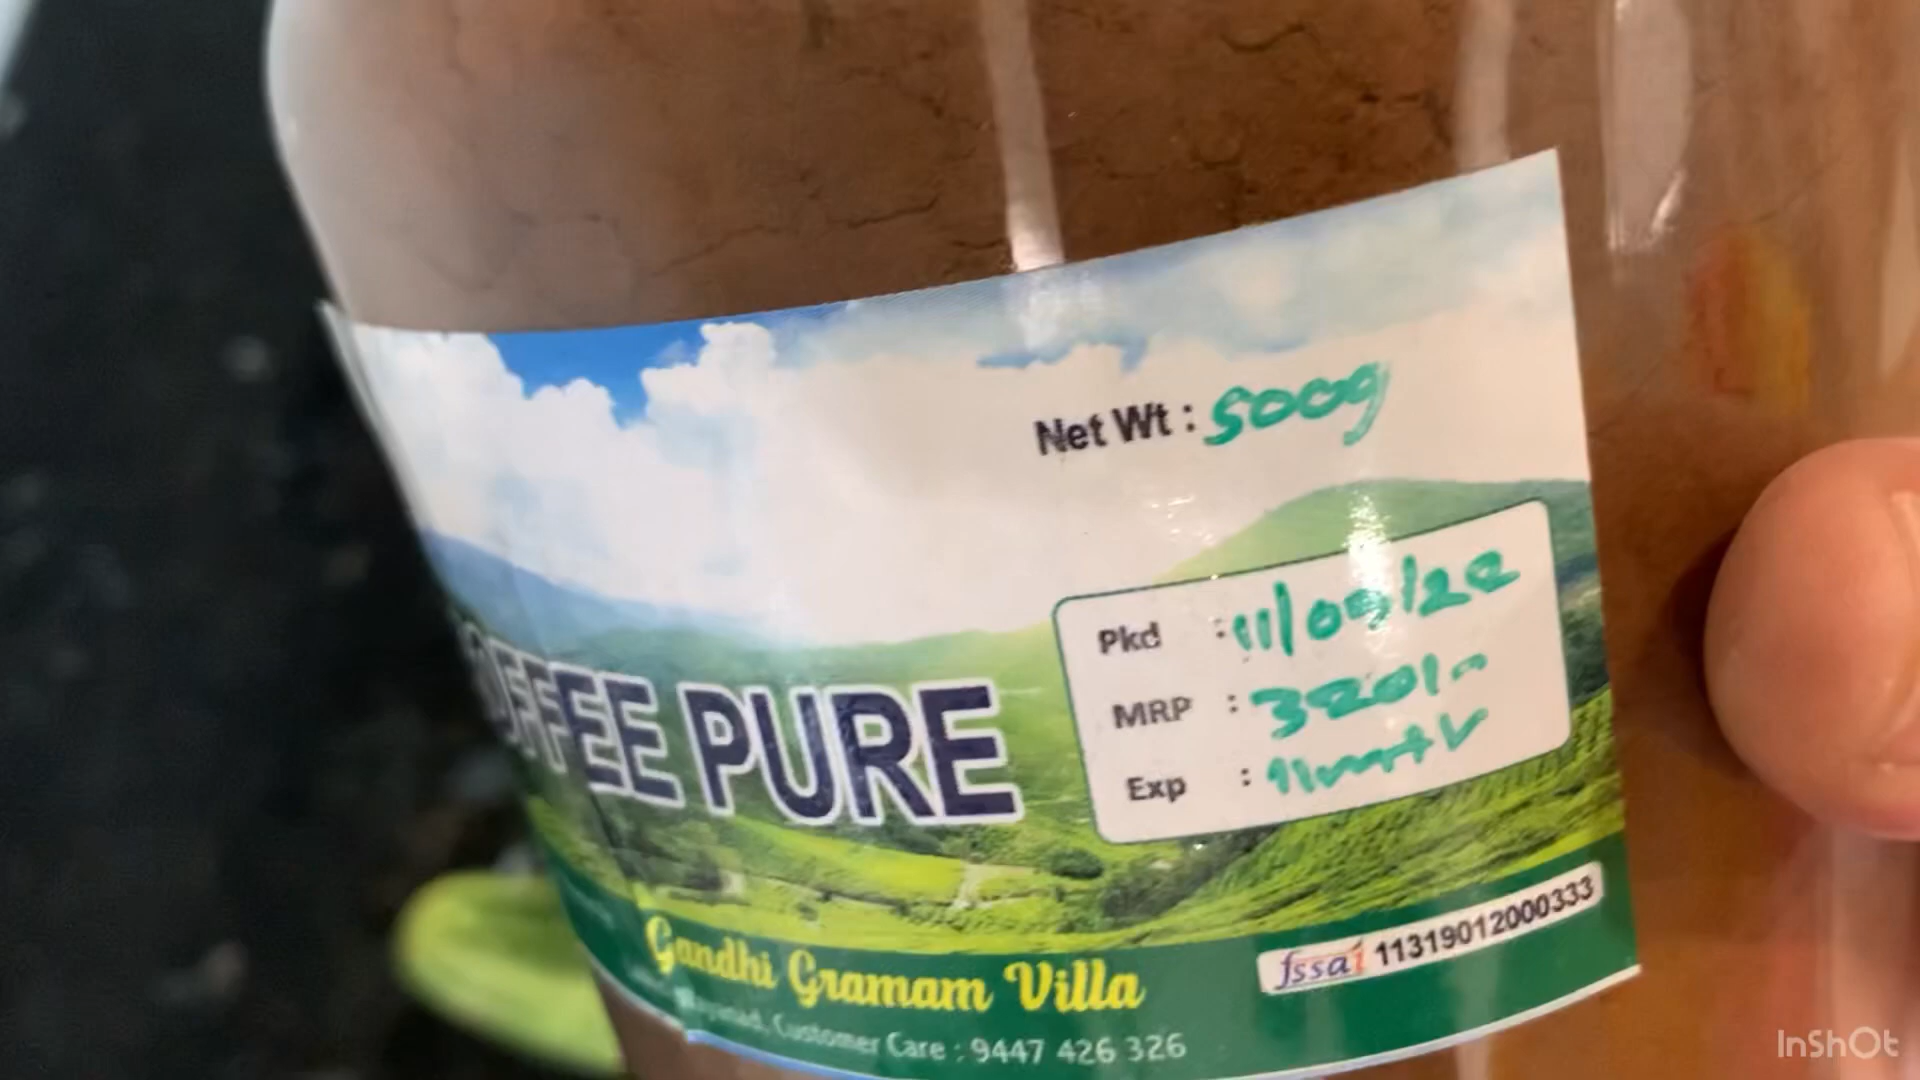 Net Wt : 500g
Pkd : 11/09/22
MRP : 320/-
Exp :
COFFEE PURE
Gandhi Gramam Villa
fssai 11319012000333
Customer Care : 9447 426 326
InShOt